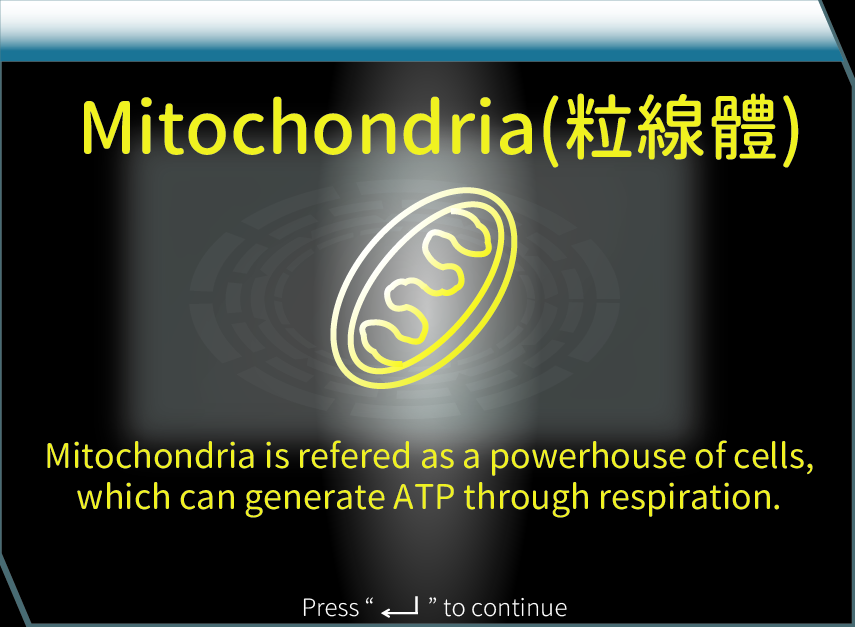 Mitochondria(粒線體)
Mitochondria is refered as a powerhouse of cells,
which can generate ATP through respiration.
Press “ ↵ ” to continue